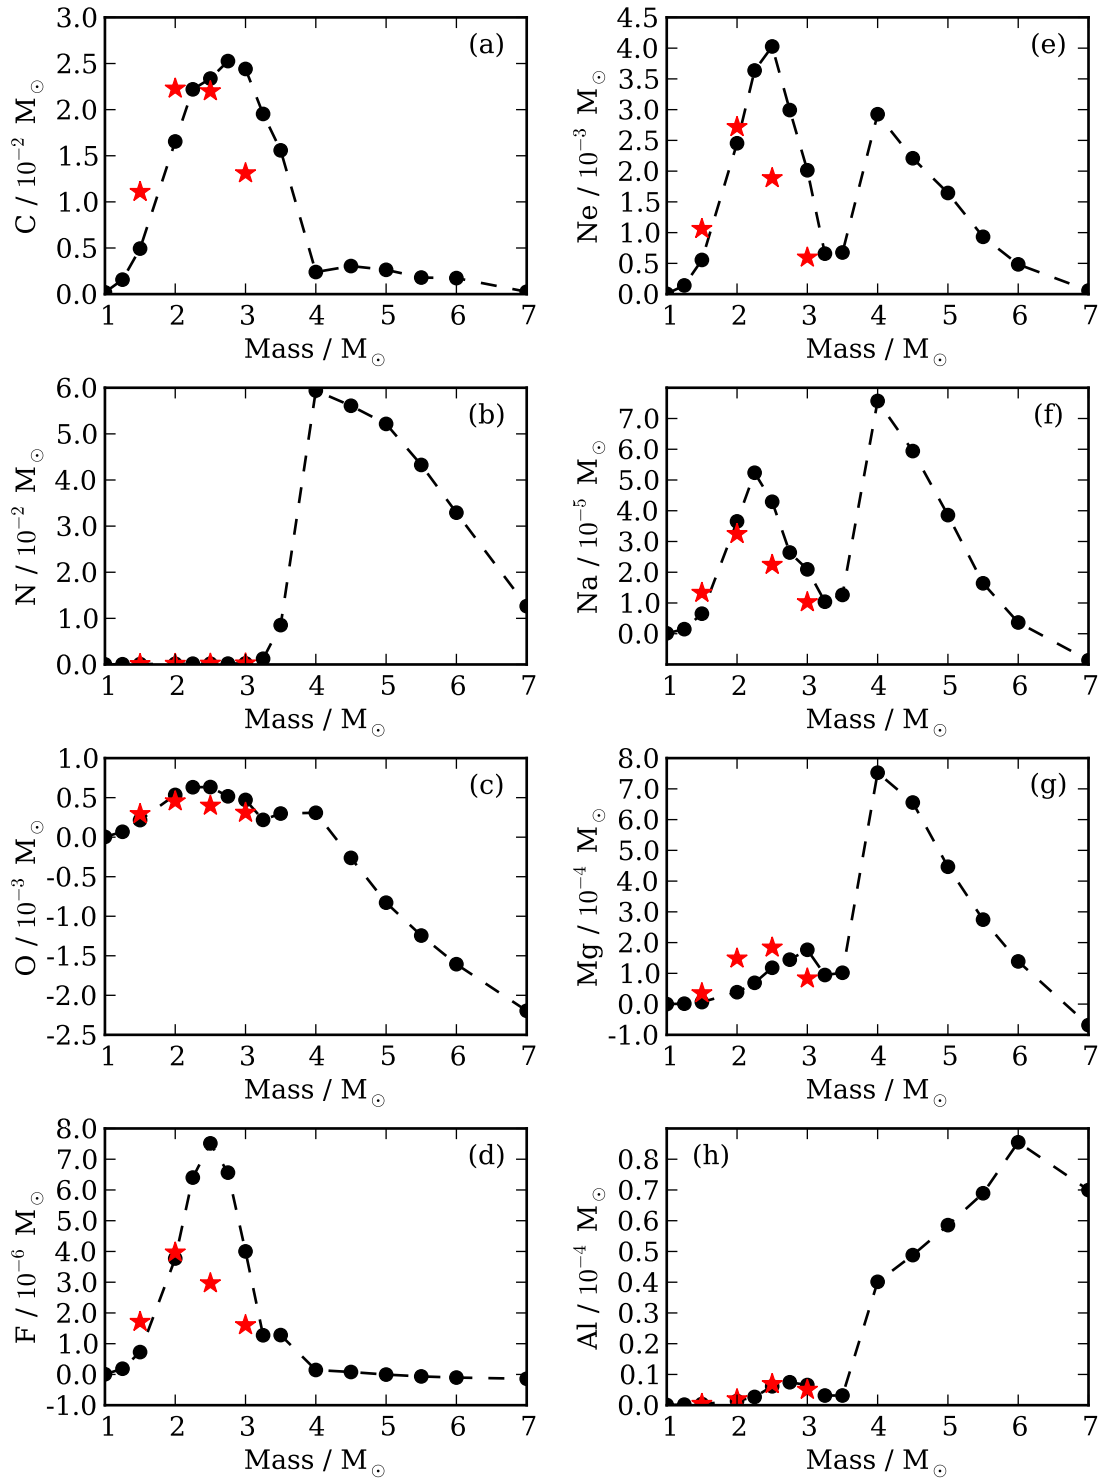 (a)
C / 10⁻² M☉
3.0
2.5
2.0
1.5
1.0
0.5
0.0
1 2 3 4 5 6 7
Mass / M☉
(e)
Ne / 10⁻³ M☉
4.5
4.0
3.5
3.0
2.5
2.0
1.5
1.0
0.5
0.0
1 2 3 4 5 6 7
Mass / M☉
(b)
N / 10⁻² M☉
6.0
5.0
4.0
3.0
2.0
1.0
0.0
1 2 3 4 5 6 7
Mass / M☉
(f)
Na / 10⁻⁵ M☉
7.0
6.0
5.0
4.0
3.0
2.0
1.0
0.0
1 2 3 4 5 6 7
Mass / M☉
(c)
O / 10⁻³ M☉
1.0
0.5
0.0
-0.5
-1.0
-1.5
-2.0
-2.5
1 2 3 4 5 6 7
Mass / M☉
(g)
Mg / 10⁻⁴ M☉
8.0
7.0
6.0
5.0
4.0
3.0
2.0
1.0
0.0
-1.0
1 2 3 4 5 6 7
Mass / M☉
(d)
F / 10⁻⁶ M☉
8.0
7.0
6.0
5.0
4.0
3.0
2.0
1.0
0.0
-1.0
1 2 3 4 5 6 7
Mass / M☉
(h)
Al / 10⁻⁴ M☉
0.8
0.7
0.6
0.5
0.4
0.3
0.2
0.1
0.0
1 2 3 4 5 6 7
Mass / M☉